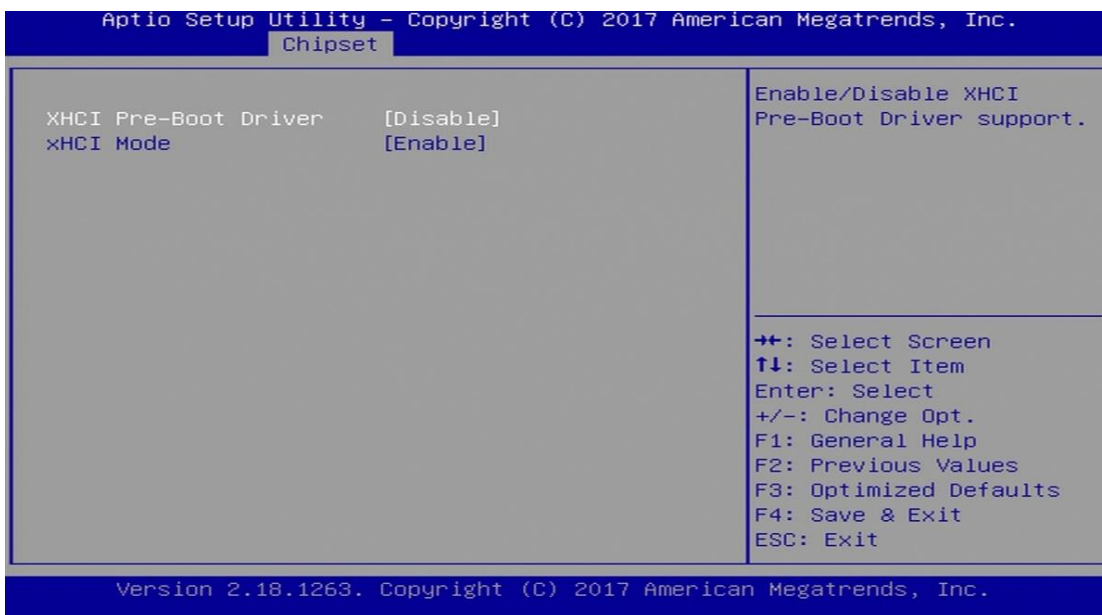 Aptio Setup Utility – Copyright (C) 2017 American Megatrends, Inc.
Chipset
XHCI Pre-Boot Driver [Disable]
xHCI Mode [Enable]
Enable/Disable XHCI
Pre-Boot Driver support.
→←: Select Screen
↑↓: Select Item
Enter: Select
+/-: Change Opt.
F1: General Help
F2: Previous Values
F3: Optimized Defaults
F4: Save & Exit
ESC: Exit
Version 2.18.1263. Copyright (C) 2017 American Megatrends, Inc.